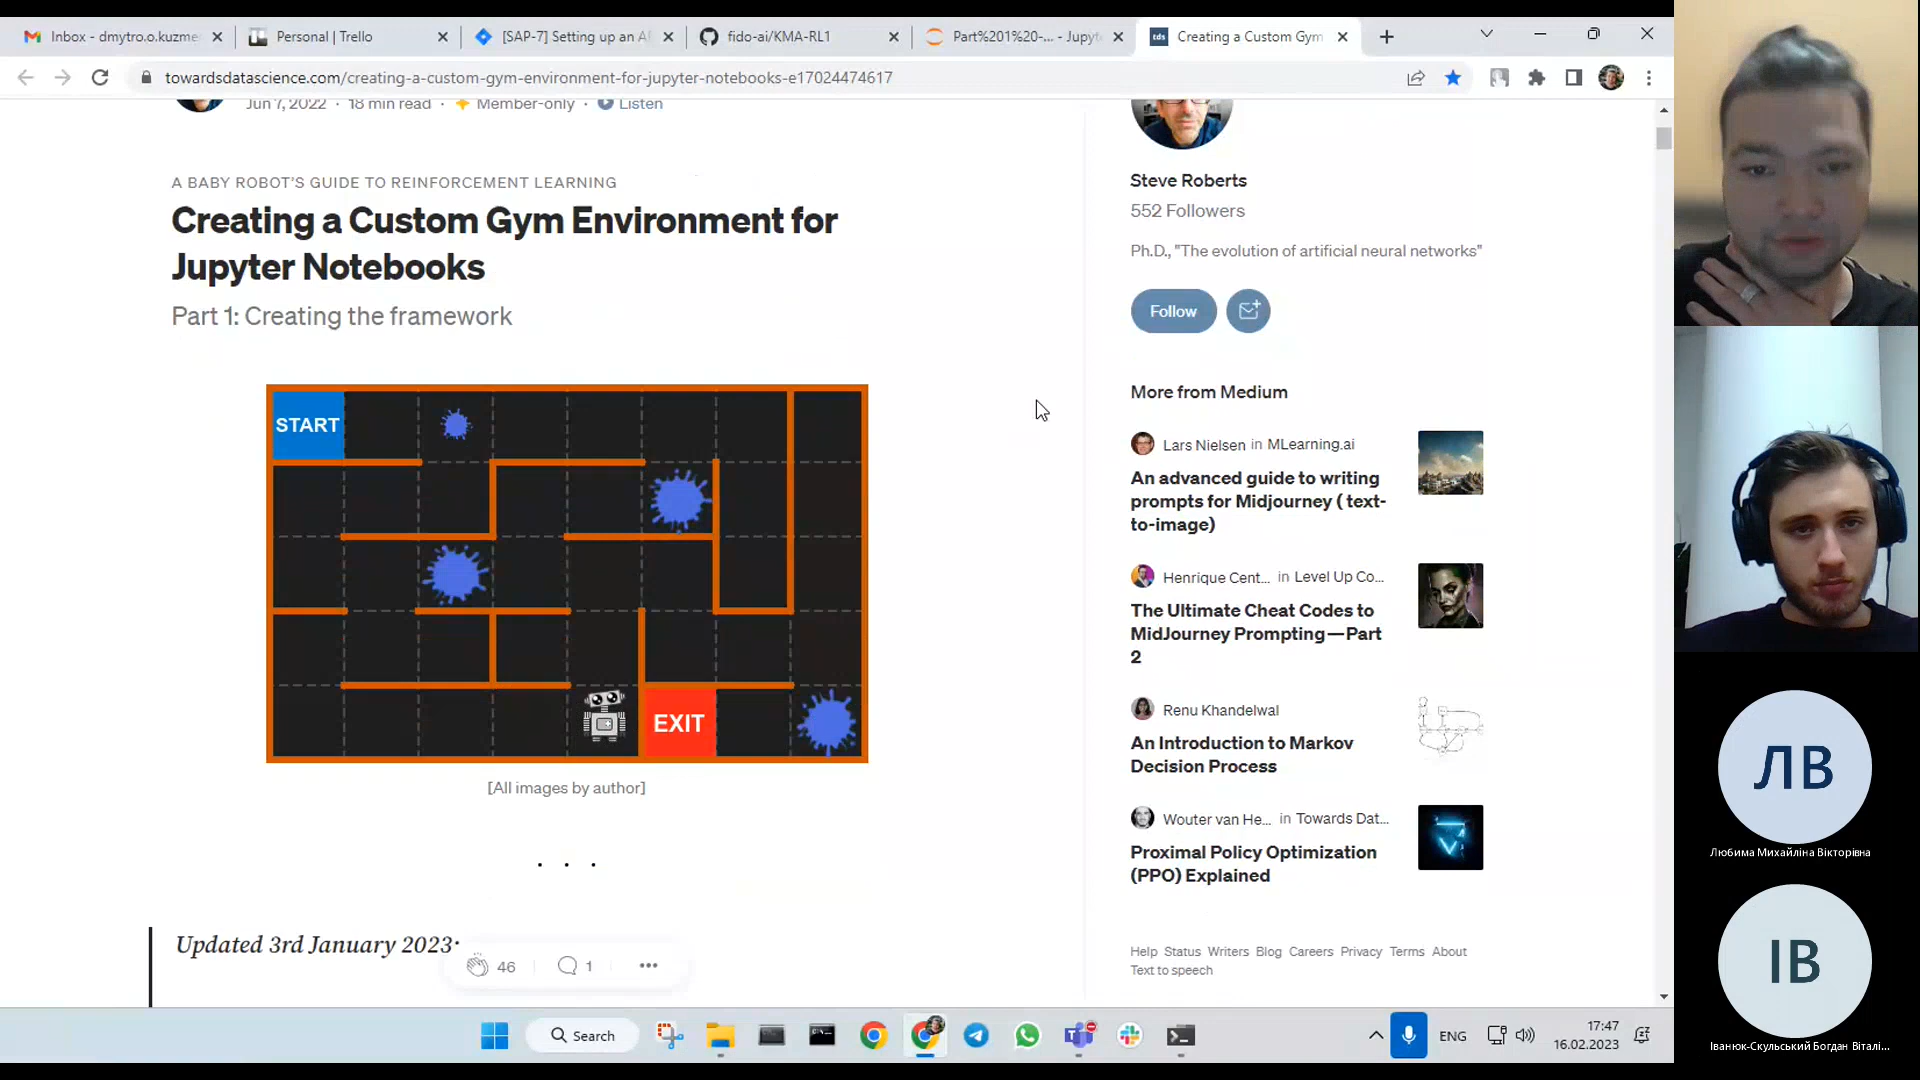 Inbox - dmytro.o.kuzme
Personal | Trello
[SAP-7] Setting up an A
fido-ai/KMA-RL1
Part%201%20-... - Jupyt
Creating a Custom Gym
towardsdatascience.com/creating-a-custom-gym-environment-for-jupyter-notebooks-e17024474617
Jun 7, 2022 · 18 min read · Member-only · Listen
A BABY ROBOT'S GUIDE TO REINFORCEMENT LEARNING
Creating a Custom Gym Environment for
Jupyter Notebooks
Part 1: Creating the framework
START
EXIT
[All images by author]
. . .
Updated 3rd January 2023:
46
1
Steve Roberts
552 Followers
Ph.D., "The evolution of artificial neural networks"
Follow
More from Medium
Lars Nielsen in MLearning.ai
An advanced guide to writing
prompts for Midjourney ( text-
to-image)
Henrique Cent... in Level Up Co...
The Ultimate Cheat Codes to
MidJourney Prompting — Part
2
Renu Khandelwal
An Introduction to Markov
Decision Process
Wouter van He... in Towards Dat...
Proximal Policy Optimization
(PPO) Explained
Help Status Writers Blog Careers Privacy Terms About
Text to speech
ЛВ
Любима Михайліна Вікторівна
ІВ
Іванюк-Скульський Богдан Віталі...
Search
ENG
17:47
16.02.2023